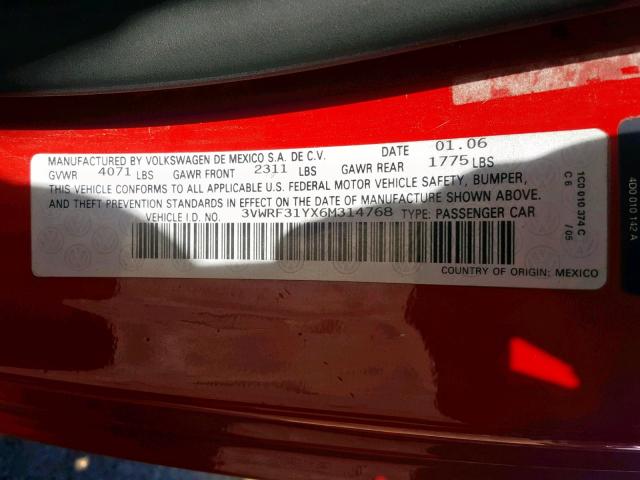 MANUFACTURED BY VOLKSWAGEN DE MEXICO S.A. DE C.V. DATE 01.06
GVWR 4071 LBS GAWR FRONT 2311 LBS GAWR REAR 1775 LBS
THIS VEHICLE CONFORMS TO ALL APPLICABLE U.S. FEDERAL MOTOR VEHICLE SAFETY, BUMPER,
AND THEFT PREVENTION STANDARDS IN EFFECT ON THE DATE OF MANUFACTURE SHOWN ABOVE.
VEHICLE I.D. NO. 3VWRF31YX6M314768 TYPE: PASSENGER CAR
COUNTRY OF ORIGIN: MEXICO
1C0 010 374 C
C6 /05
4D0 010 112 A